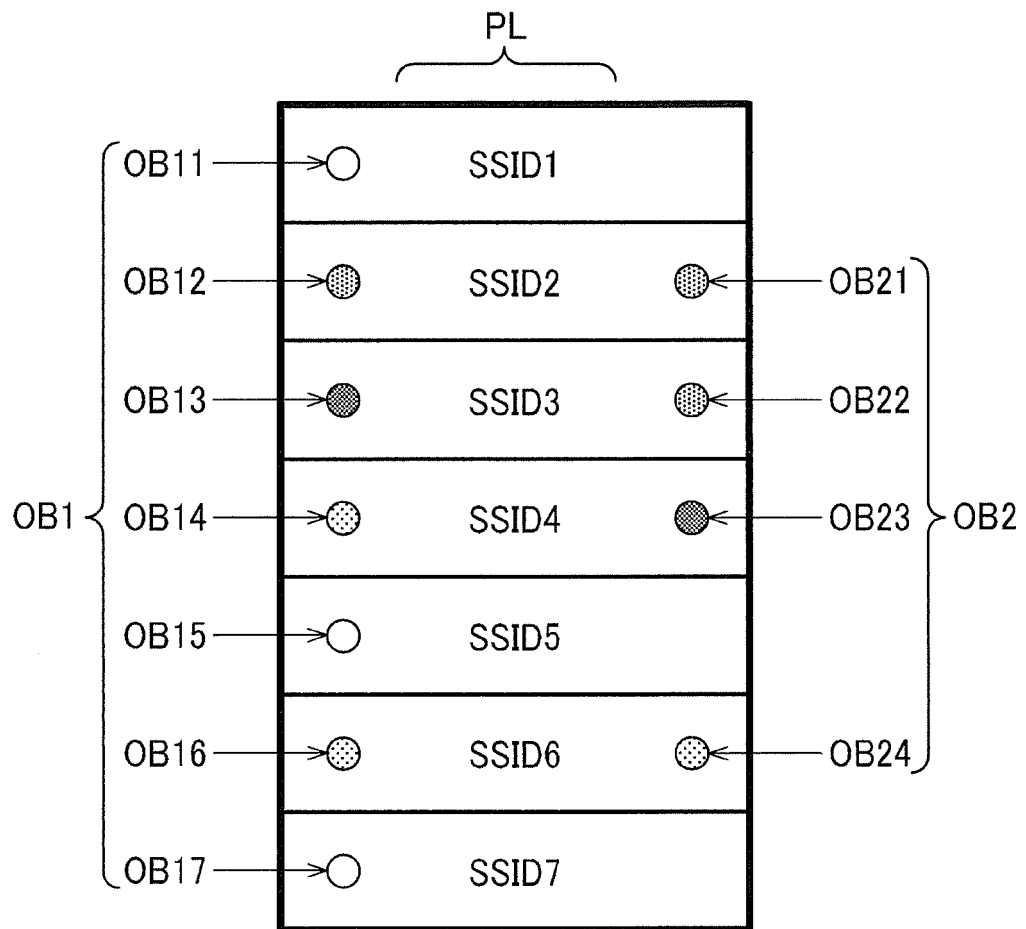 PL
OB11 SSID1
OB12 SSID2 OB21
OB13 SSID3 OB22
OB1 OB14 SSID4 OB23 OB2
OB15 SSID5
OB16 SSID6 OB24
OB17 SSID7